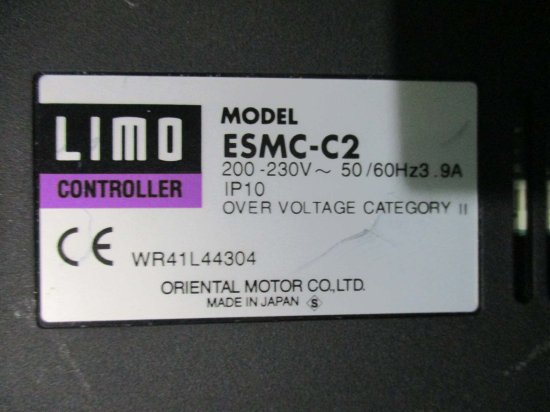 LIMO
CONTROLLER
MODEL
ESMC-C2
200-230V~ 50/60Hz3.9A
IP10
OVER VOLTAGE CATEGORY II
CE WR41L44304
ORIENTAL MOTOR CO.,LTD.
MADE IN JAPAN S